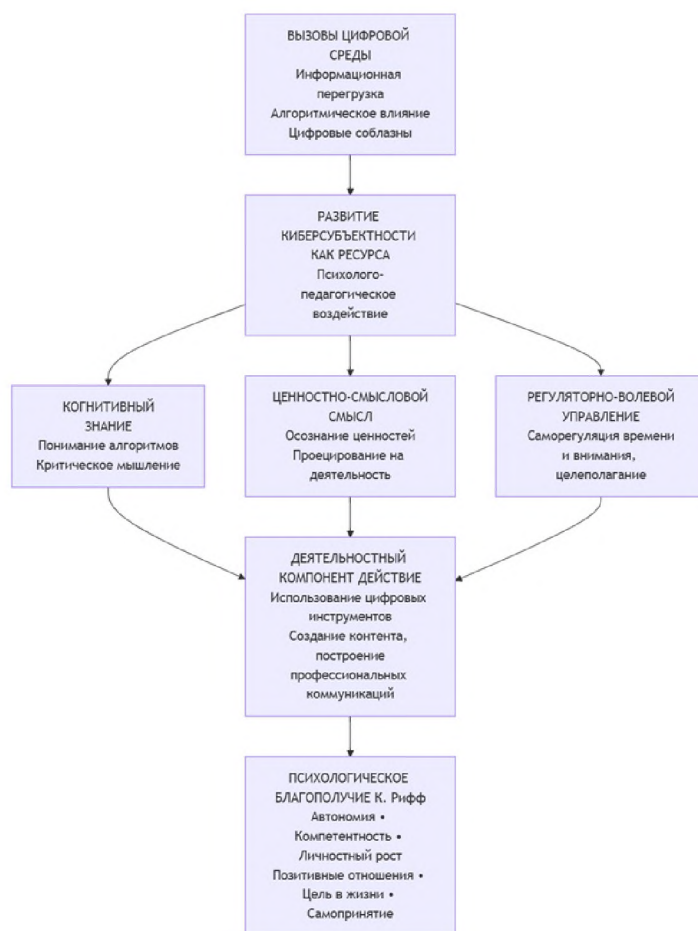 ВЫЗОВЫ ЦИФРОВОЙ
СРЕДЫ
Информационная
перегрузка
Алгоритмическое влияние
Цифровые соблазны
РАЗВИТИЕ
КИБЕРСУБЪЕКТНОСТИ
КАК РЕСУРСА
Психолого-
педагогическое
воздействие
КОГНИТИВНЫЙ
ЗНАНИЕ
Понимание алгоритмов
Критическое мышление
ЦЕННОСТНО-СМЫСЛОВОЙ
СМЫСЛ
Осознание ценностей
Проецирование на
деятельность
РЕГУЛЯТОРНО-ВОЛЕВОЙ
УПРАВЛЕНИЕ
Саморегуляция времени
и внимания,
целеполагание
ДЕЯТЕЛЬНОСТНЫЙ
КОМПОНЕНТ ДЕЙСТВИЕ
Использование цифровых
инструментов
Создание контента,
построение
профессиональных
коммуникаций
ПСИХОЛОГИЧЕСКОЕ
БЛАГОПОЛУЧИЕ К. Рифф
Автономия •
Компетентность •
Личностный рост
Позитивные отношения •
Цель в жизни •
Самопринятие